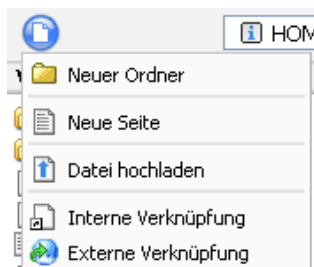 HOM
Neuer Ordner
Neue Seite
Datei hochladen
Interne Verknüpfung
Externe Verknüpfung